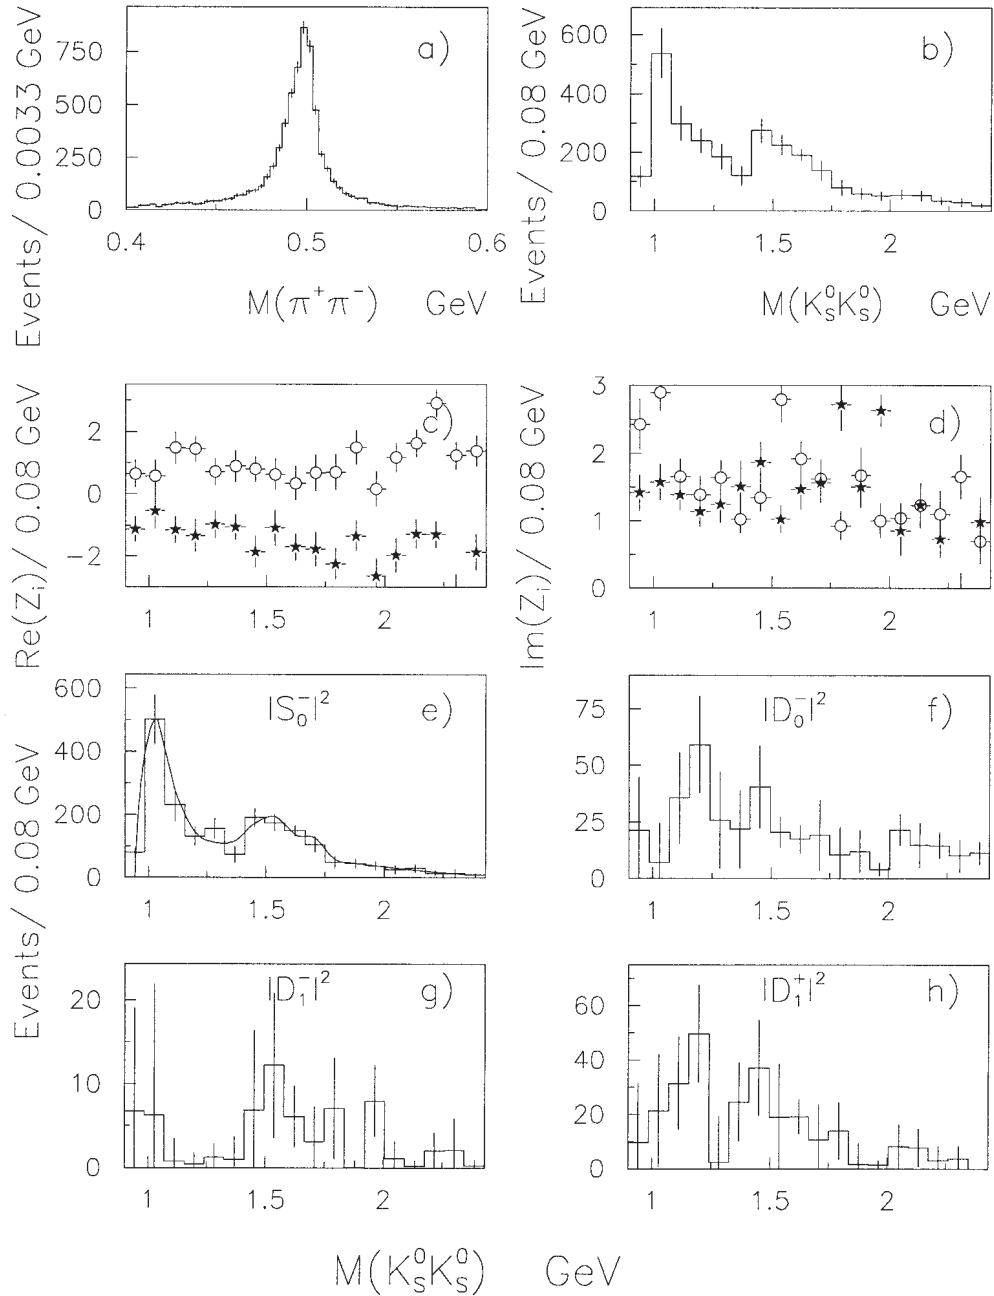 Events/ 0.0033 GeV
750
500
250
0
a)
0.4
0.5
0.6
M(π⁺π⁻) GeV
Events/ 0.08 GeV
600
400
200
0
b)
1
1.5
2
M(K⁰ₛK⁰ₛ) GeV
Re(Zᵢ)/ 0.08 GeV
2
0
−2
c)
1
1.5
2
Im(Zᵢ)/ 0.08 GeV
3
2
1
0
d)
1
1.5
2
Events/ 0.08 GeV
600
400
200
0
|S₀⁻|²
e)
1
1.5
2
75
50
25
0
|D₀⁻|²
f)
1
1.5
2
20
10
0
|D₁⁻|²
g)
1
1.5
2
60
40
20
0
|D₁⁺|²
h)
1
1.5
2
M(K⁰ₛK⁰ₛ) GeV